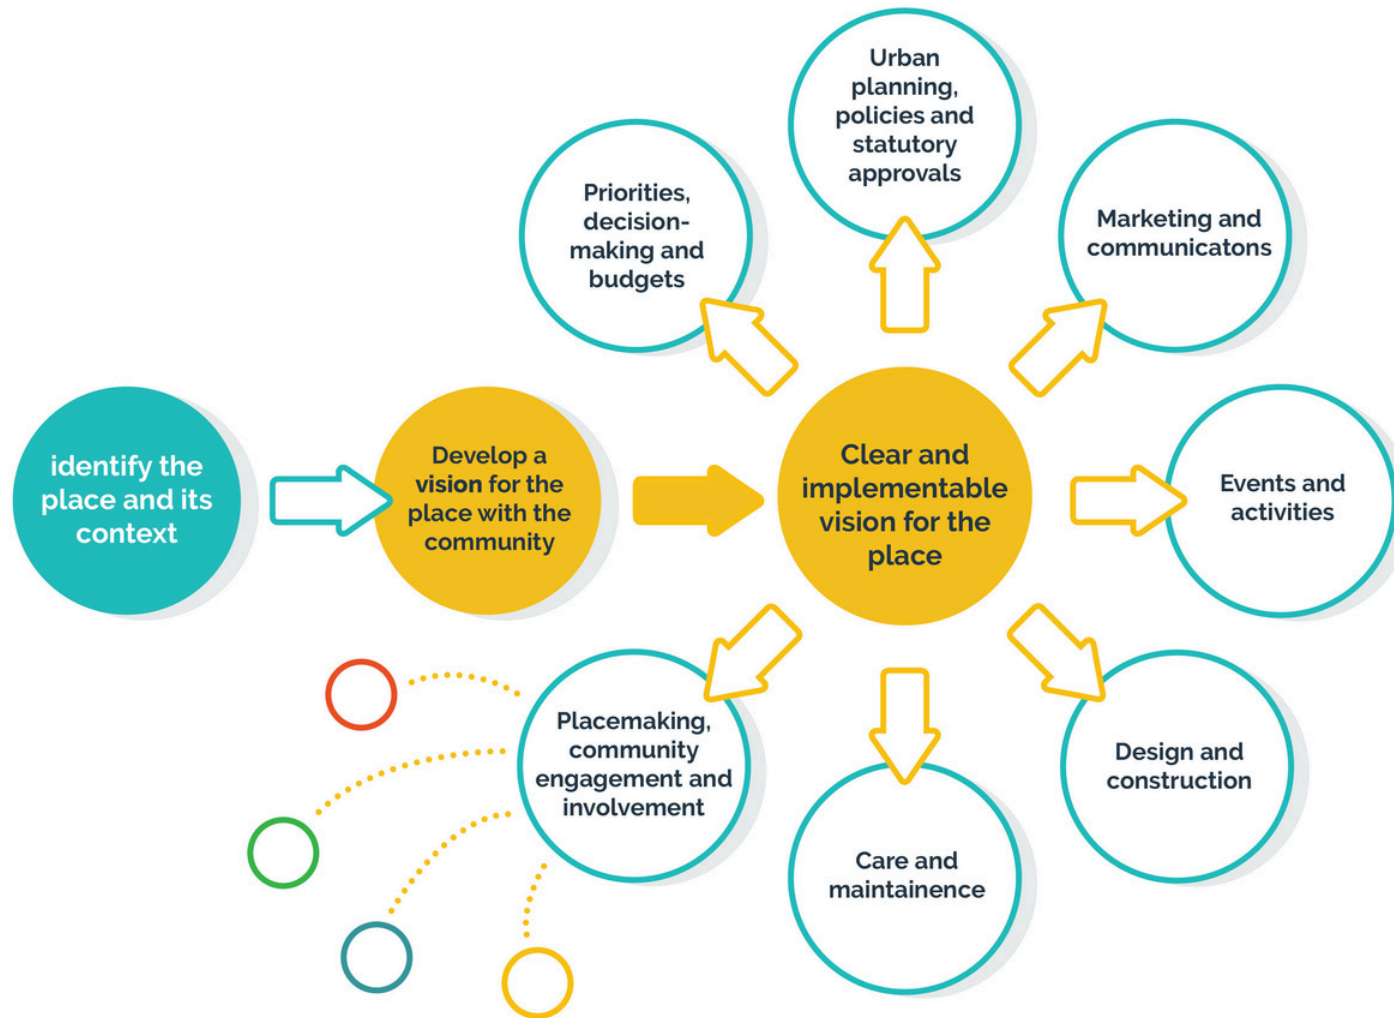 Urban
planning,
policies and
statutory
approvals
Priorities,
decision-
making and
budgets
Marketing and
communicatons
identify the
place and its
context
Develop a
vision for the
place with the
community
Clear and
implementable
vision for the
place
Events and
activities
Placemaking,
community
engagement and
involvement
Care and
maintainence
Design and
construction